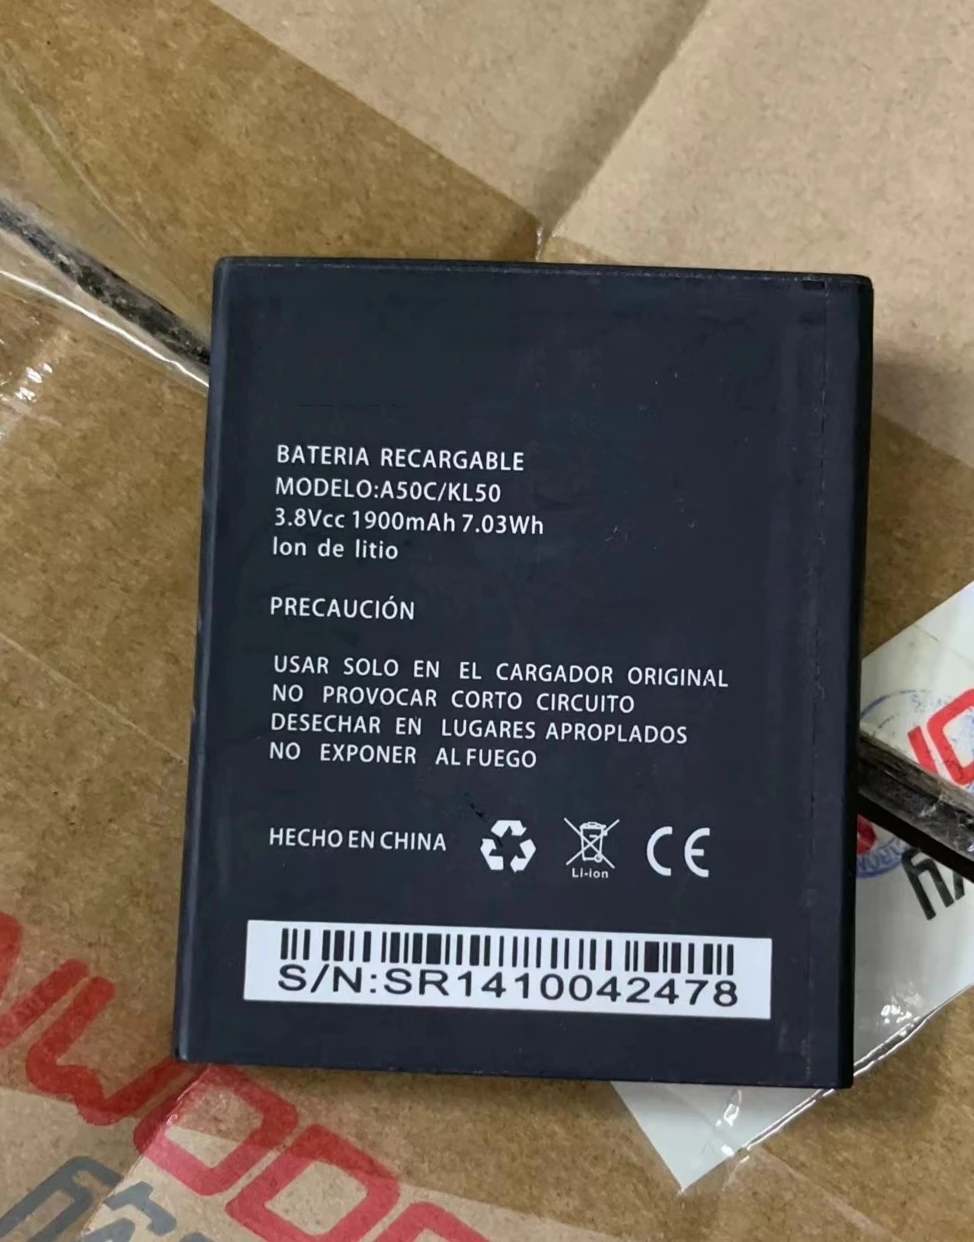 BATERIA RECARGABLE
MODELO:A50C/KL50
3.8Vcc 1900mAh 7.03Wh
Ion de litio
PRECAUCIÓN
USAR SOLO EN EL CARGADOR ORIGINAL
NO PROVOCAR CORTO CIRCUITO
DESECHAR EN LUGARES APROPLADOS
NO EXPONER AL FUEGO
HECHO EN CHINA
Li-ion
CE
S/N:SR1410042478